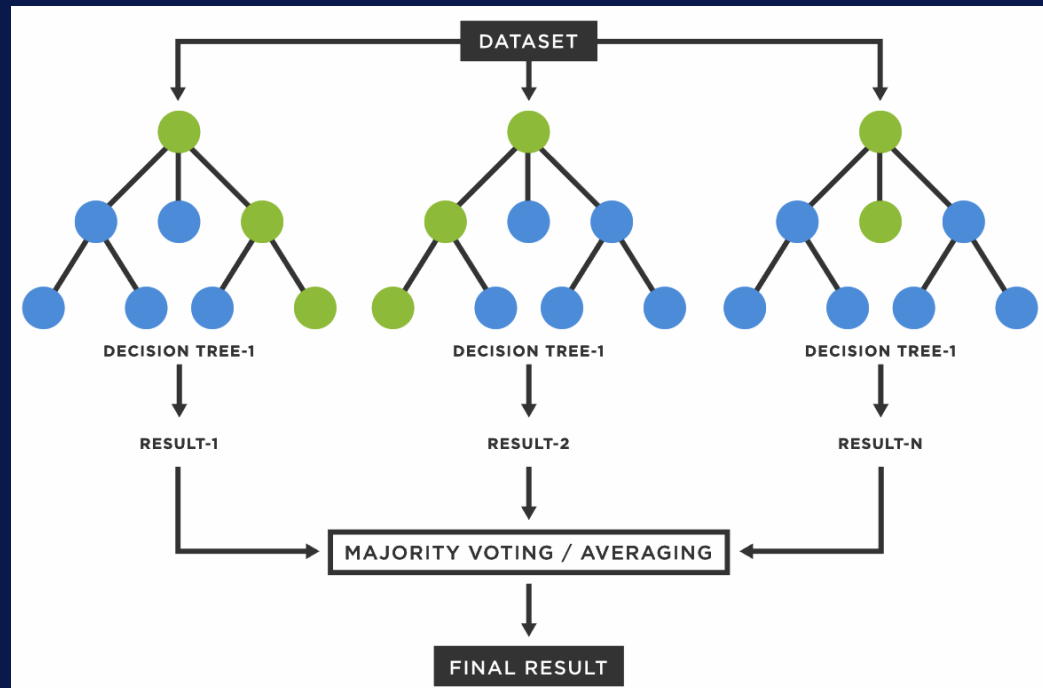 DATASET
DECISION TREE-1
DECISION TREE-1
DECISION TREE-1
RESULT-1
RESULT-2
RESULT-N
MAJORITY VOTING / AVERAGING
FINAL RESULT